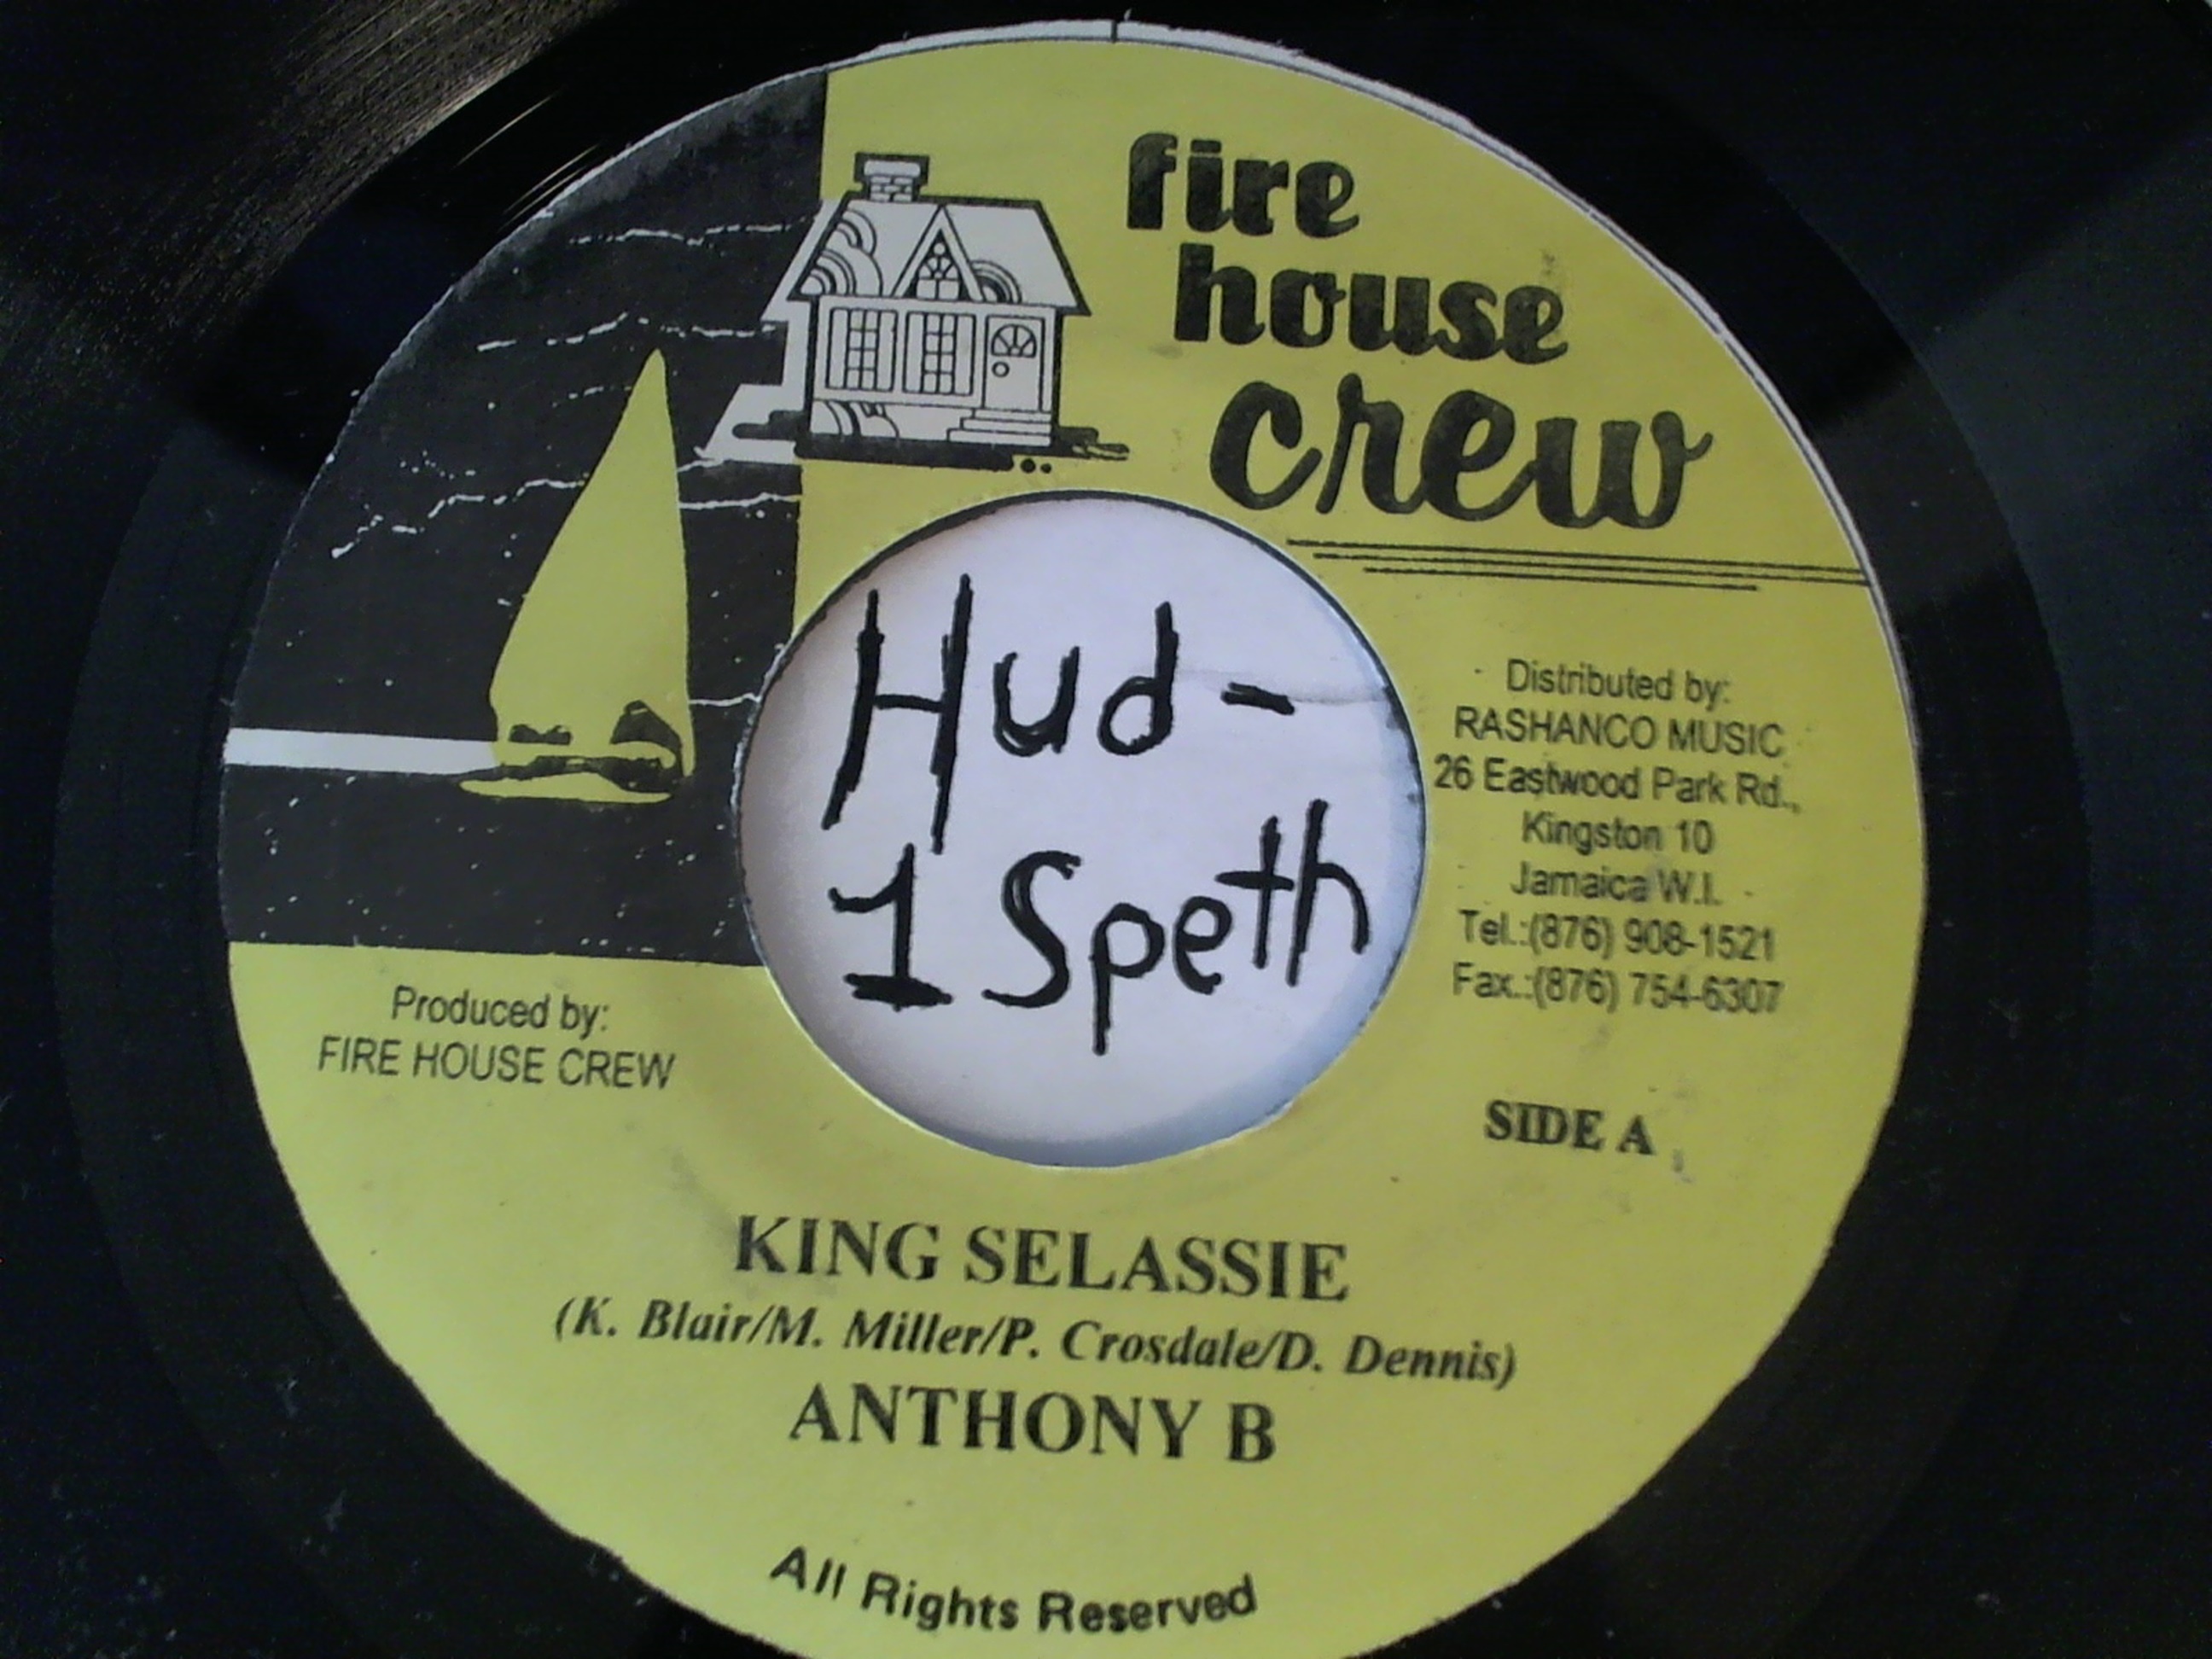 fire
house
crew
Hud-
1 Speth
Distributed by:
RASHANCO MUSIC
26 Eastwood Park Rd.,
Kingston 10
Jamaica W.I.
Tel.:(876) 908-1521
Fax.:(876) 754-6307
Produced by:
FIRE HOUSE CREW
SIDE A
KING SELASSIE
(K. Blair/M. Miller/P. Crosdale/D. Dennis)
ANTHONY B
All Rights Reserved